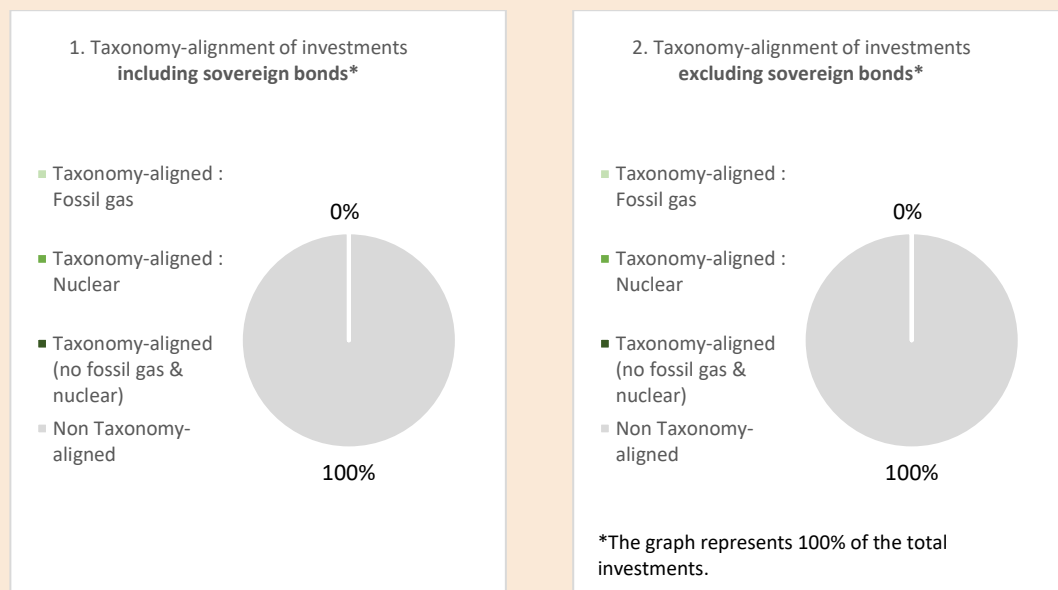 1. Taxonomy-alignment of investments
including sovereign bonds*
Taxonomy-aligned :
Fossil gas
Taxonomy-aligned :
Nuclear
Taxonomy-aligned
(no fossil gas &
nuclear)
Non Taxonomy-
aligned
0%
100%
2. Taxonomy-alignment of investments
excluding sovereign bonds*
Taxonomy-aligned :
Fossil gas
Taxonomy-aligned :
Nuclear
Taxonomy-aligned
(no fossil gas &
nuclear)
Non Taxonomy-
aligned
0%
100%
*The graph represents 100% of the total
investments.